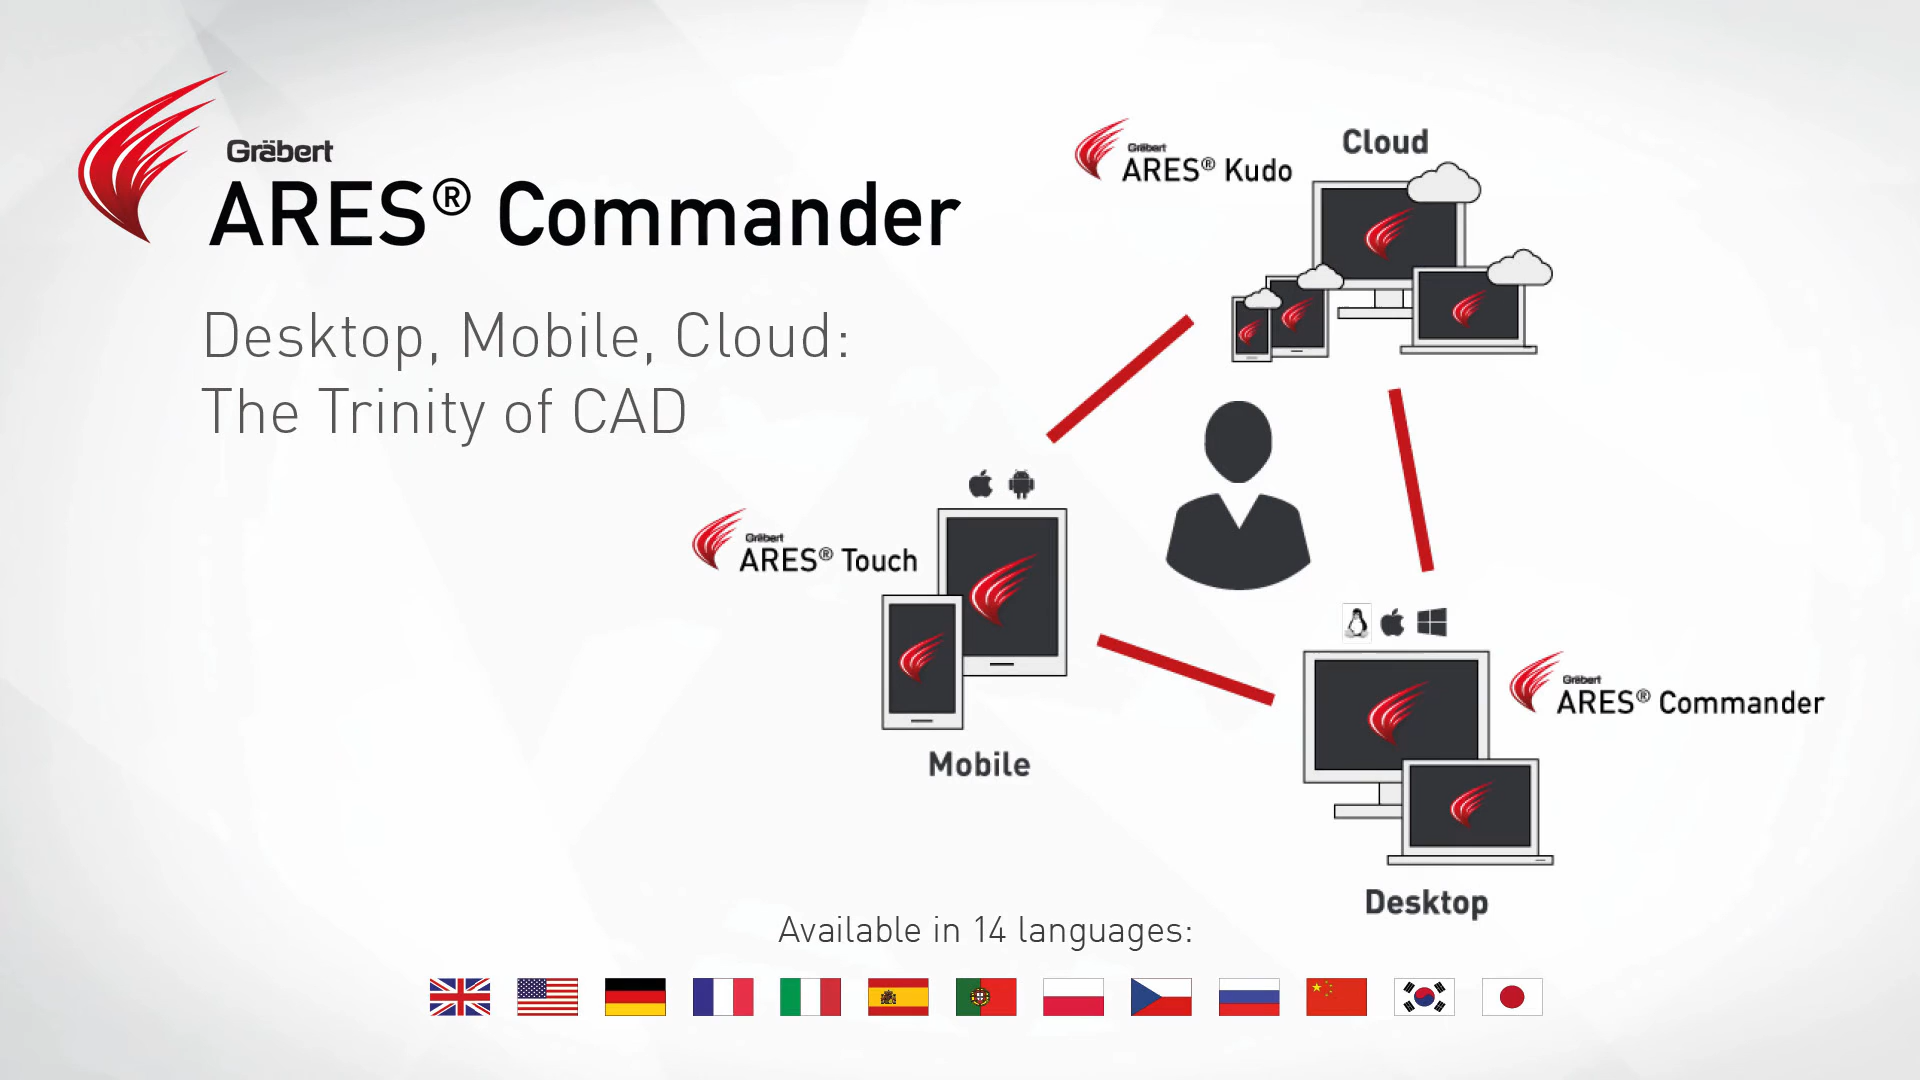 Gräbert
ARES® Commander
Desktop, Mobile, Cloud:
The Trinity of CAD
Cloud
Gräbert
ARES® Kudo
Gräbert
ARES® Touch
Mobile
Gräbert
ARES® Commander
Desktop
Available in 14 languages: